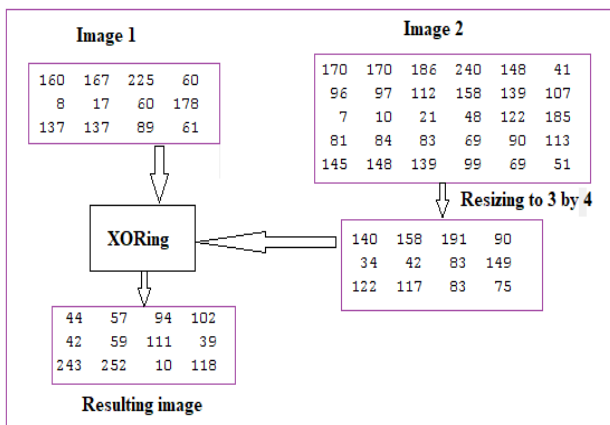 Image 1
160 167 225 60
8 17 60 178
137 137 89 61
Image 2
170 170 186 240 148 41
96 97 112 158 139 107
7 10 21 48 122 185
81 84 83 69 90 113
145 148 139 99 69 51
Resizing to 3 by 4
XORing
140 158 191 90
34 42 83 149
122 117 83 75
44 57 94 102
42 59 111 39
243 252 10 118
Resulting image